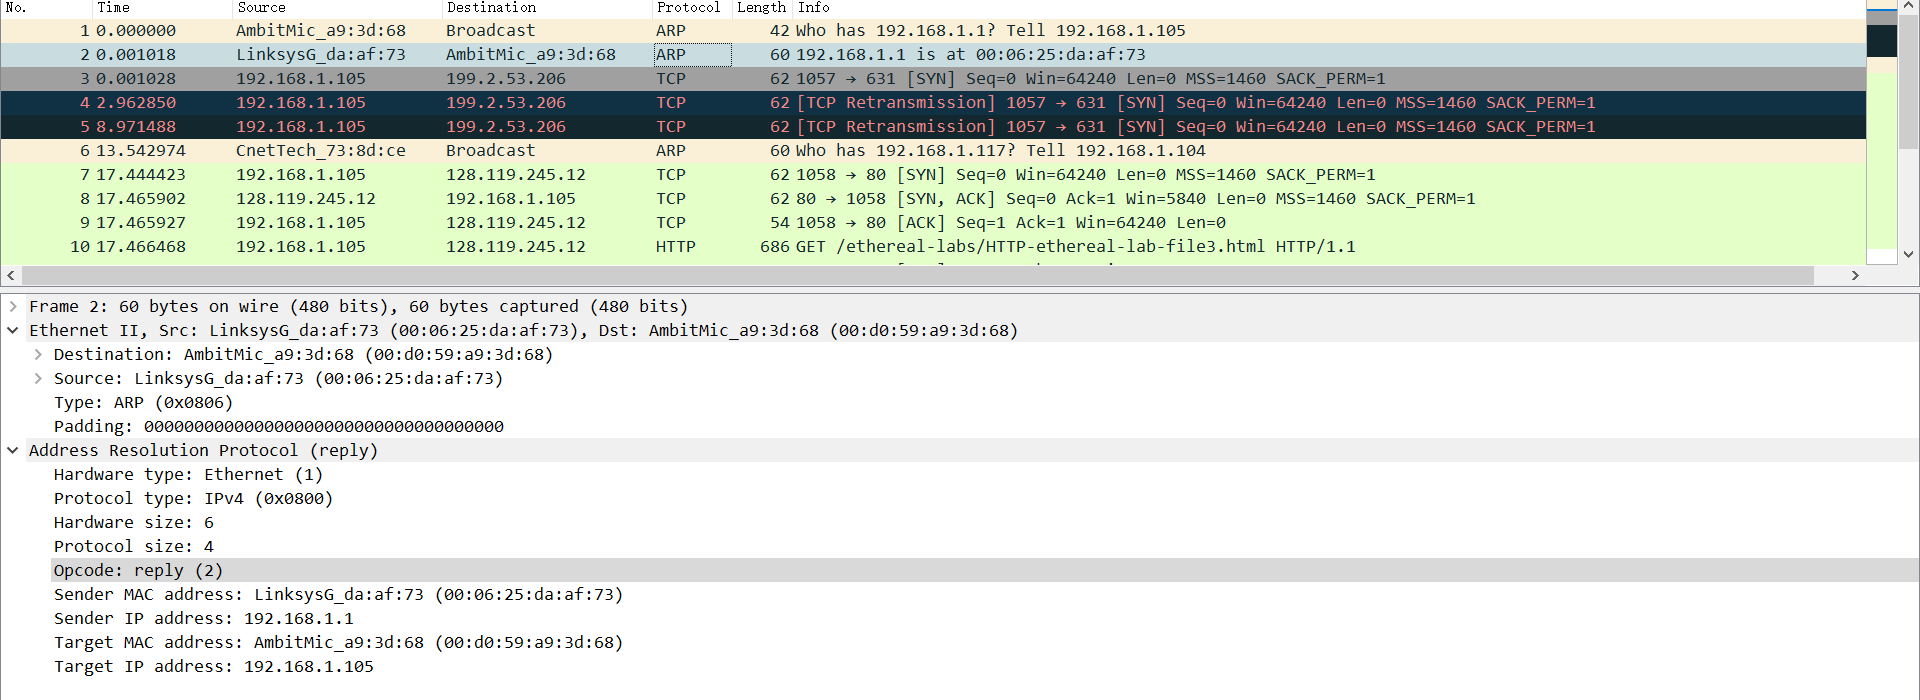 No. Time Source Destination Protocol Length Info
1 0.000000 AmbitMic_a9:3d:68 Broadcast ARP 42 Who has 192.168.1.1? Tell 192.168.1.105
2 0.001018 LinksysG_da:af:73 AmbitMic_a9:3d:68 ARP 60 192.168.1.1 is at 00:06:25:da:af:73
3 0.001028 192.168.1.105 199.2.53.206 TCP 62 1057 → 631 [SYN] Seq=0 Win=64240 Len=0 MSS=1460 SACK_PERM=1
4 2.962850 192.168.1.105 199.2.53.206 TCP 62 [TCP Retransmission] 1057 → 631 [SYN] Seq=0 Win=64240 Len=0 MSS=1460 SACK_PERM=1
5 8.971488 192.168.1.105 199.2.53.206 TCP 62 [TCP Retransmission] 1057 → 631 [SYN] Seq=0 Win=64240 Len=0 MSS=1460 SACK_PERM=1
6 13.542974 CnetTech_73:8d:ce Broadcast ARP 60 Who has 192.168.1.117? Tell 192.168.1.104
7 17.444423 192.168.1.105 128.119.245.12 TCP 62 1058 → 80 [SYN] Seq=0 Win=64240 Len=0 MSS=1460 SACK_PERM=1
8 17.465902 128.119.245.12 192.168.1.105 TCP 62 80 → 1058 [SYN, ACK] Seq=0 Ack=1 Win=5840 Len=0 MSS=1460 SACK_PERM=1
9 17.465927 192.168.1.105 128.119.245.12 TCP 54 1058 → 80 [ACK] Seq=1 Ack=1 Win=64240 Len=0
10 17.466468 192.168.1.105 128.119.245.12 HTTP 686 GET /ethereal-labs/HTTP-ethereal-lab-file3.html HTTP/1.1
Frame 2: 60 bytes on wire (480 bits), 60 bytes captured (480 bits)
Ethernet II, Src: LinksysG_da:af:73 (00:06:25:da:af:73), Dst: AmbitMic_a9:3d:68 (00:d0:59:a9:3d:68)
Destination: AmbitMic_a9:3d:68 (00:d0:59:a9:3d:68)
Source: LinksysG_da:af:73 (00:06:25:da:af:73)
Type: ARP (0x0806)
Padding: 000000000000000000000000000000000000
Address Resolution Protocol (reply)
Hardware type: Ethernet (1)
Protocol type: IPv4 (0x0800)
Hardware size: 6
Protocol size: 4
Opcode: reply (2)
Sender MAC address: LinksysG_da:af:73 (00:06:25:da:af:73)
Sender IP address: 192.168.1.1
Target MAC address: AmbitMic_a9:3d:68 (00:d0:59:a9:3d:68)
Target IP address: 192.168.1.105